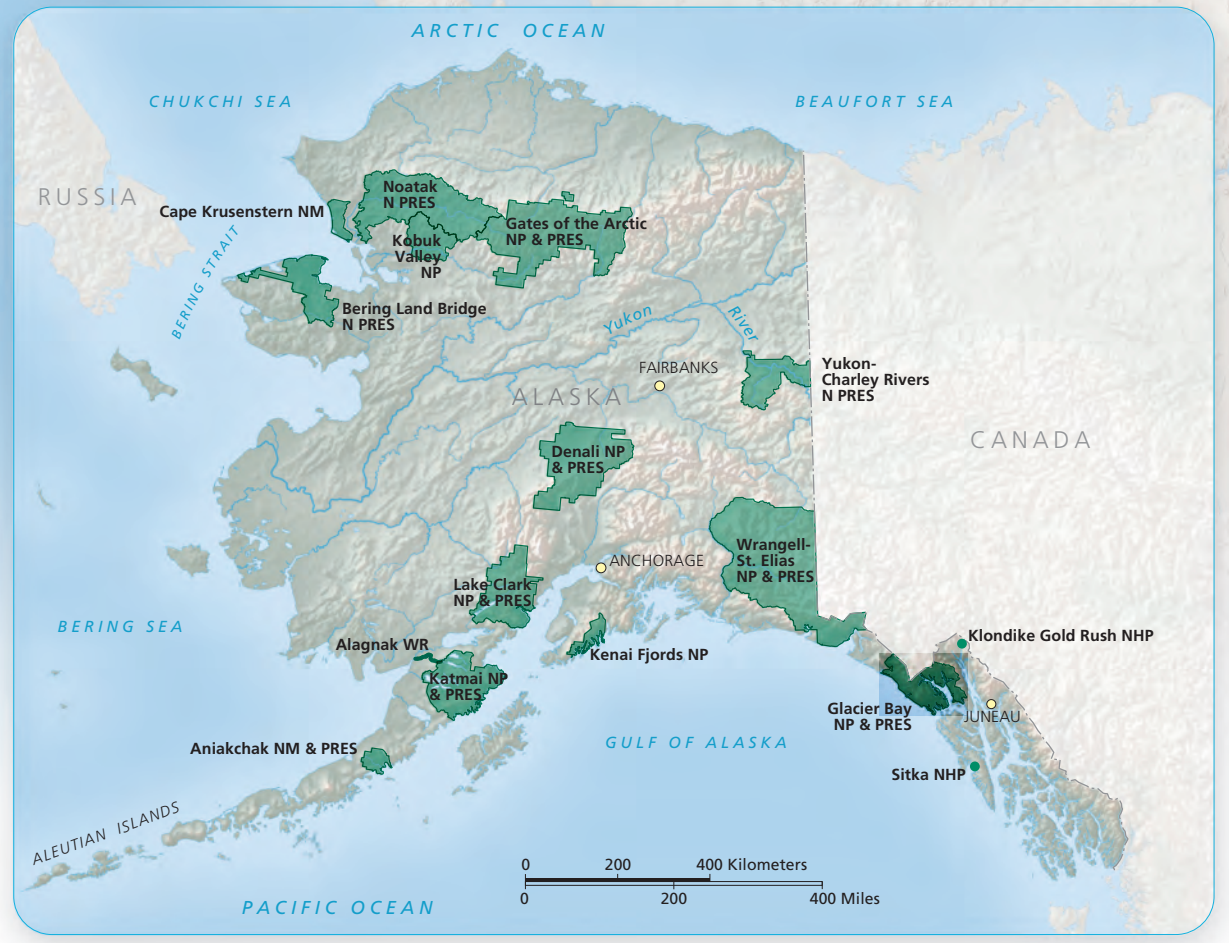 ARCTIC OCEAN
CHUKCHI SEA
BEAUFORT SEA
RUSSIA
Noatak
N PRES
Cape Krusenstern NM
Gates of the Arctic
NP & PRES
Kobuk
Valley
NP
BERING STRAIT
Bering Land Bridge
N PRES
Yukon
River
FAIRBANKS
Yukon-
Charley Rivers
N PRES
ALASKA
CANADA
Denali NP
& PRES
Wrangell-
St. Elias
NP & PRES
ANCHORAGE
Lake Clark
NP & PRES
BERING SEA
Klondike Gold Rush NHP
Alagnak WR
Kenai Fjords NP
Katmai NP
& PRES
Glacier Bay
NP & PRES
JUNEAU
GULF OF ALASKA
Aniakchak NM & PRES
Sitka NHP
ALEUTIAN ISLANDS
0 200 400 Kilometers
0 200 400 Miles
PACIFIC OCEAN